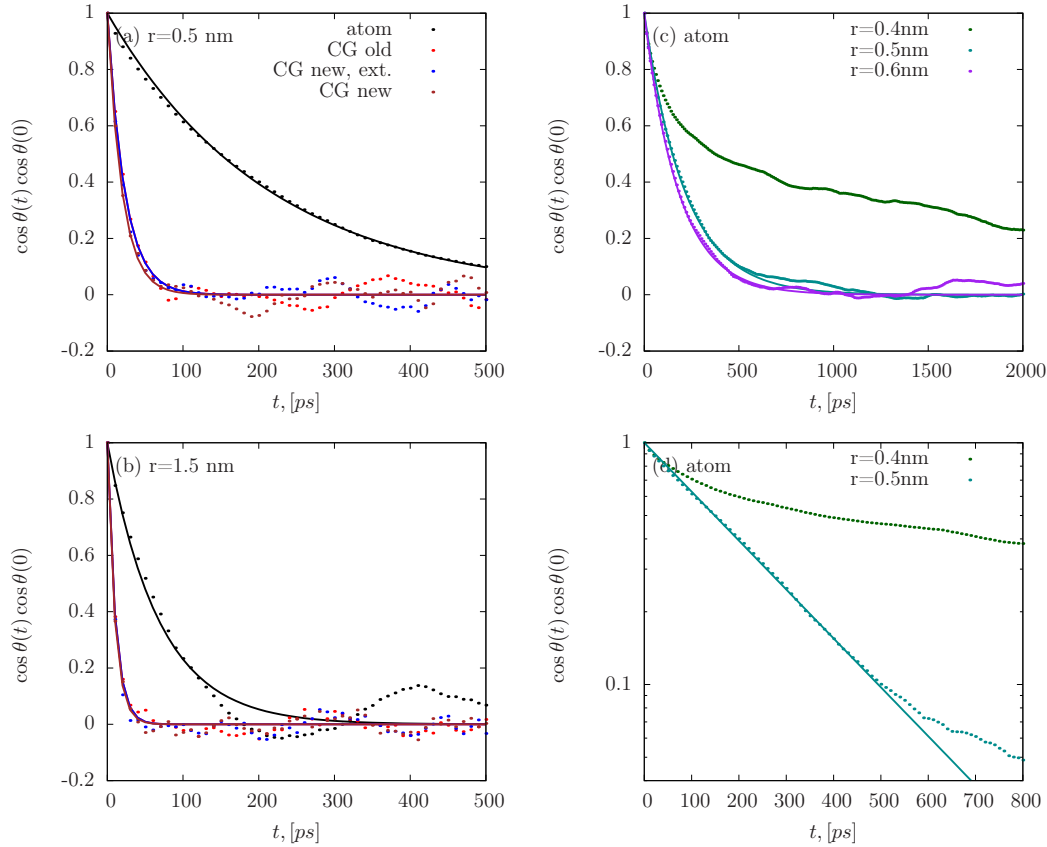 (a) r=0.5 nm
atom
CG old
CG new, ext.
CG new
1
0.8
0.6
0.4
0.2
0
-0.2
cos θ(t) cos θ(0)
0 100 200 300 400 500
t, [ps]
(c) atom
r=0.4nm
r=0.5nm
r=0.6nm
1
0.8
0.6
0.4
0.2
0
-0.2
cos θ(t) cos θ(0)
0 500 1000 1500 2000
t, [ps]
(b) r=1.5 nm
1
0.8
0.6
0.4
0.2
0
-0.2
cos θ(t) cos θ(0)
0 100 200 300 400 500
t, [ps]
(d) atom
r=0.4nm
r=0.5nm
1
0.1
cos θ(t) cos θ(0)
0 100 200 300 400 500 600 700 800
t, [ps]